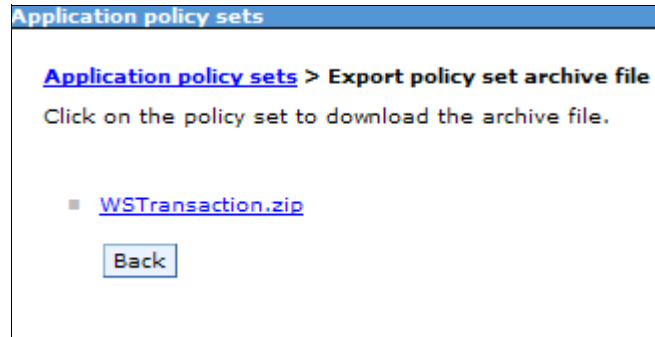 Application policy sets
Application policy sets > Export policy set archive file
Click on the policy set to download the archive file.
WSTransaction.zip
Back